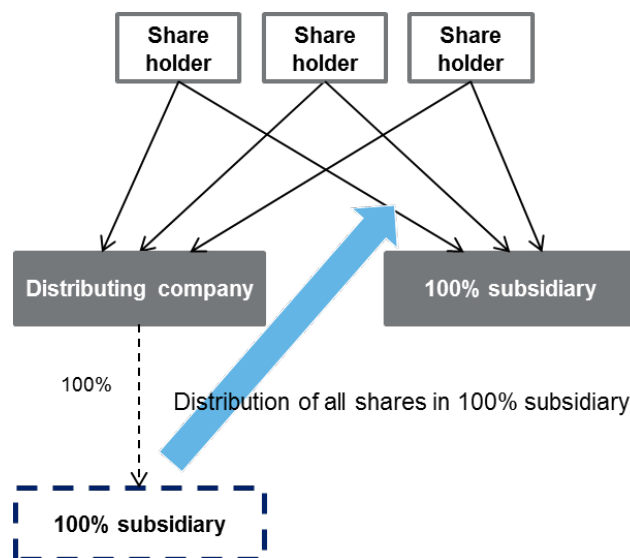 Share
holder
Share
holder
Share
holder
Distributing company
100% subsidiary
100%
Distribution of all shares in 100% subsidiary
100% subsidiary